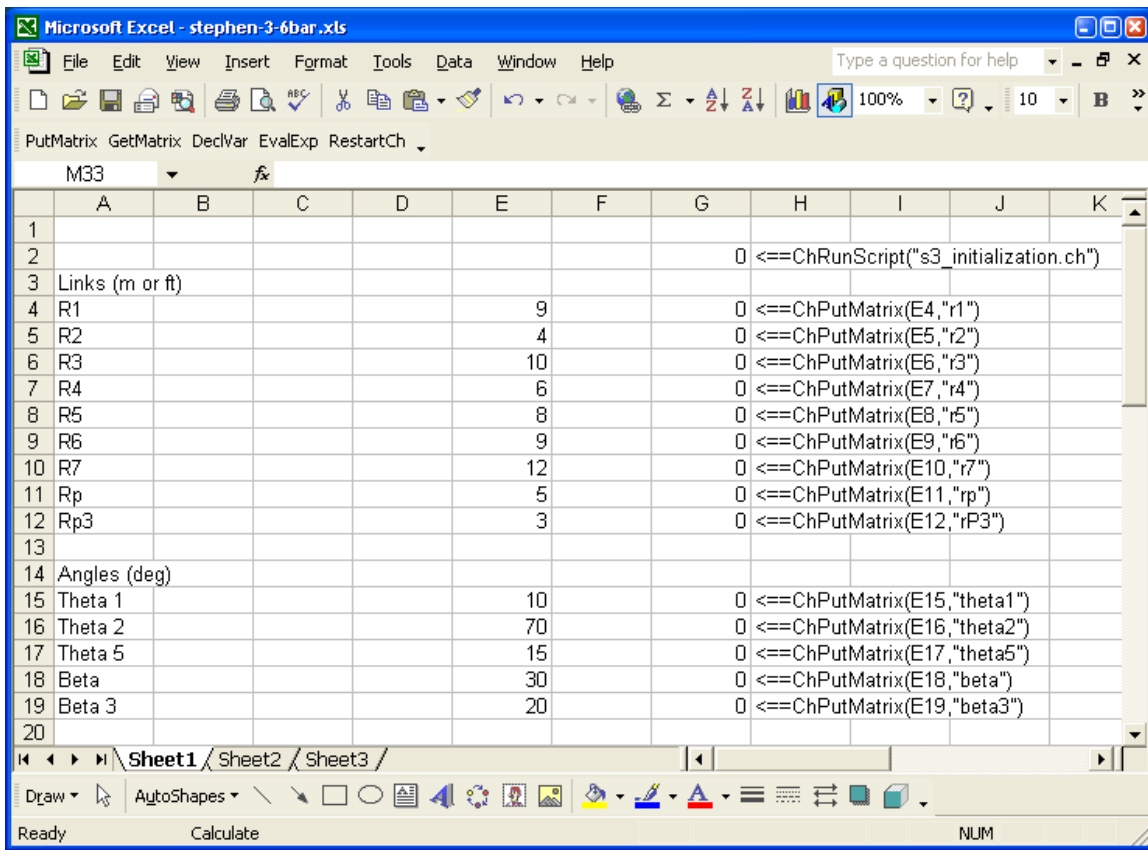 Microsoft Excel - stephen-3-6bar.xls
File Edit View Insert Format Tools Data Window Help Type a question for help
ABC Σ 100% 10 B
PutMatrix GetMatrix DeclVar EvalExp RestartCh
M33 fx
A B C D E F G H I J K
1
2 0 <==ChRunScript("s3_initialization.ch")
3 Links (m or ft)
4 R1 9 0 <==ChPutMatrix(E4,"r1")
5 R2 4 0 <==ChPutMatrix(E5,"r2")
6 R3 10 0 <==ChPutMatrix(E6,"r3")
7 R4 6 0 <==ChPutMatrix(E7,"r4")
8 R5 8 0 <==ChPutMatrix(E8,"r5")
9 R6 9 0 <==ChPutMatrix(E9,"r6")
10 R7 12 0 <==ChPutMatrix(E10,"r7")
11 Rp 5 0 <==ChPutMatrix(E11,"rp")
12 Rp3 3 0 <==ChPutMatrix(E12,"rP3")
13
14 Angles (deg)
15 Theta 1 10 0 <==ChPutMatrix(E15,"theta1")
16 Theta 2 70 0 <==ChPutMatrix(E16,"theta2")
17 Theta 5 15 0 <==ChPutMatrix(E17,"theta5")
18 Beta 30 0 <==ChPutMatrix(E18,"beta")
19 Beta 3 20 0 <==ChPutMatrix(E19,"beta3")
20
Sheet1 Sheet2 Sheet3
Draw AutoShapes A A
Ready Calculate NUM